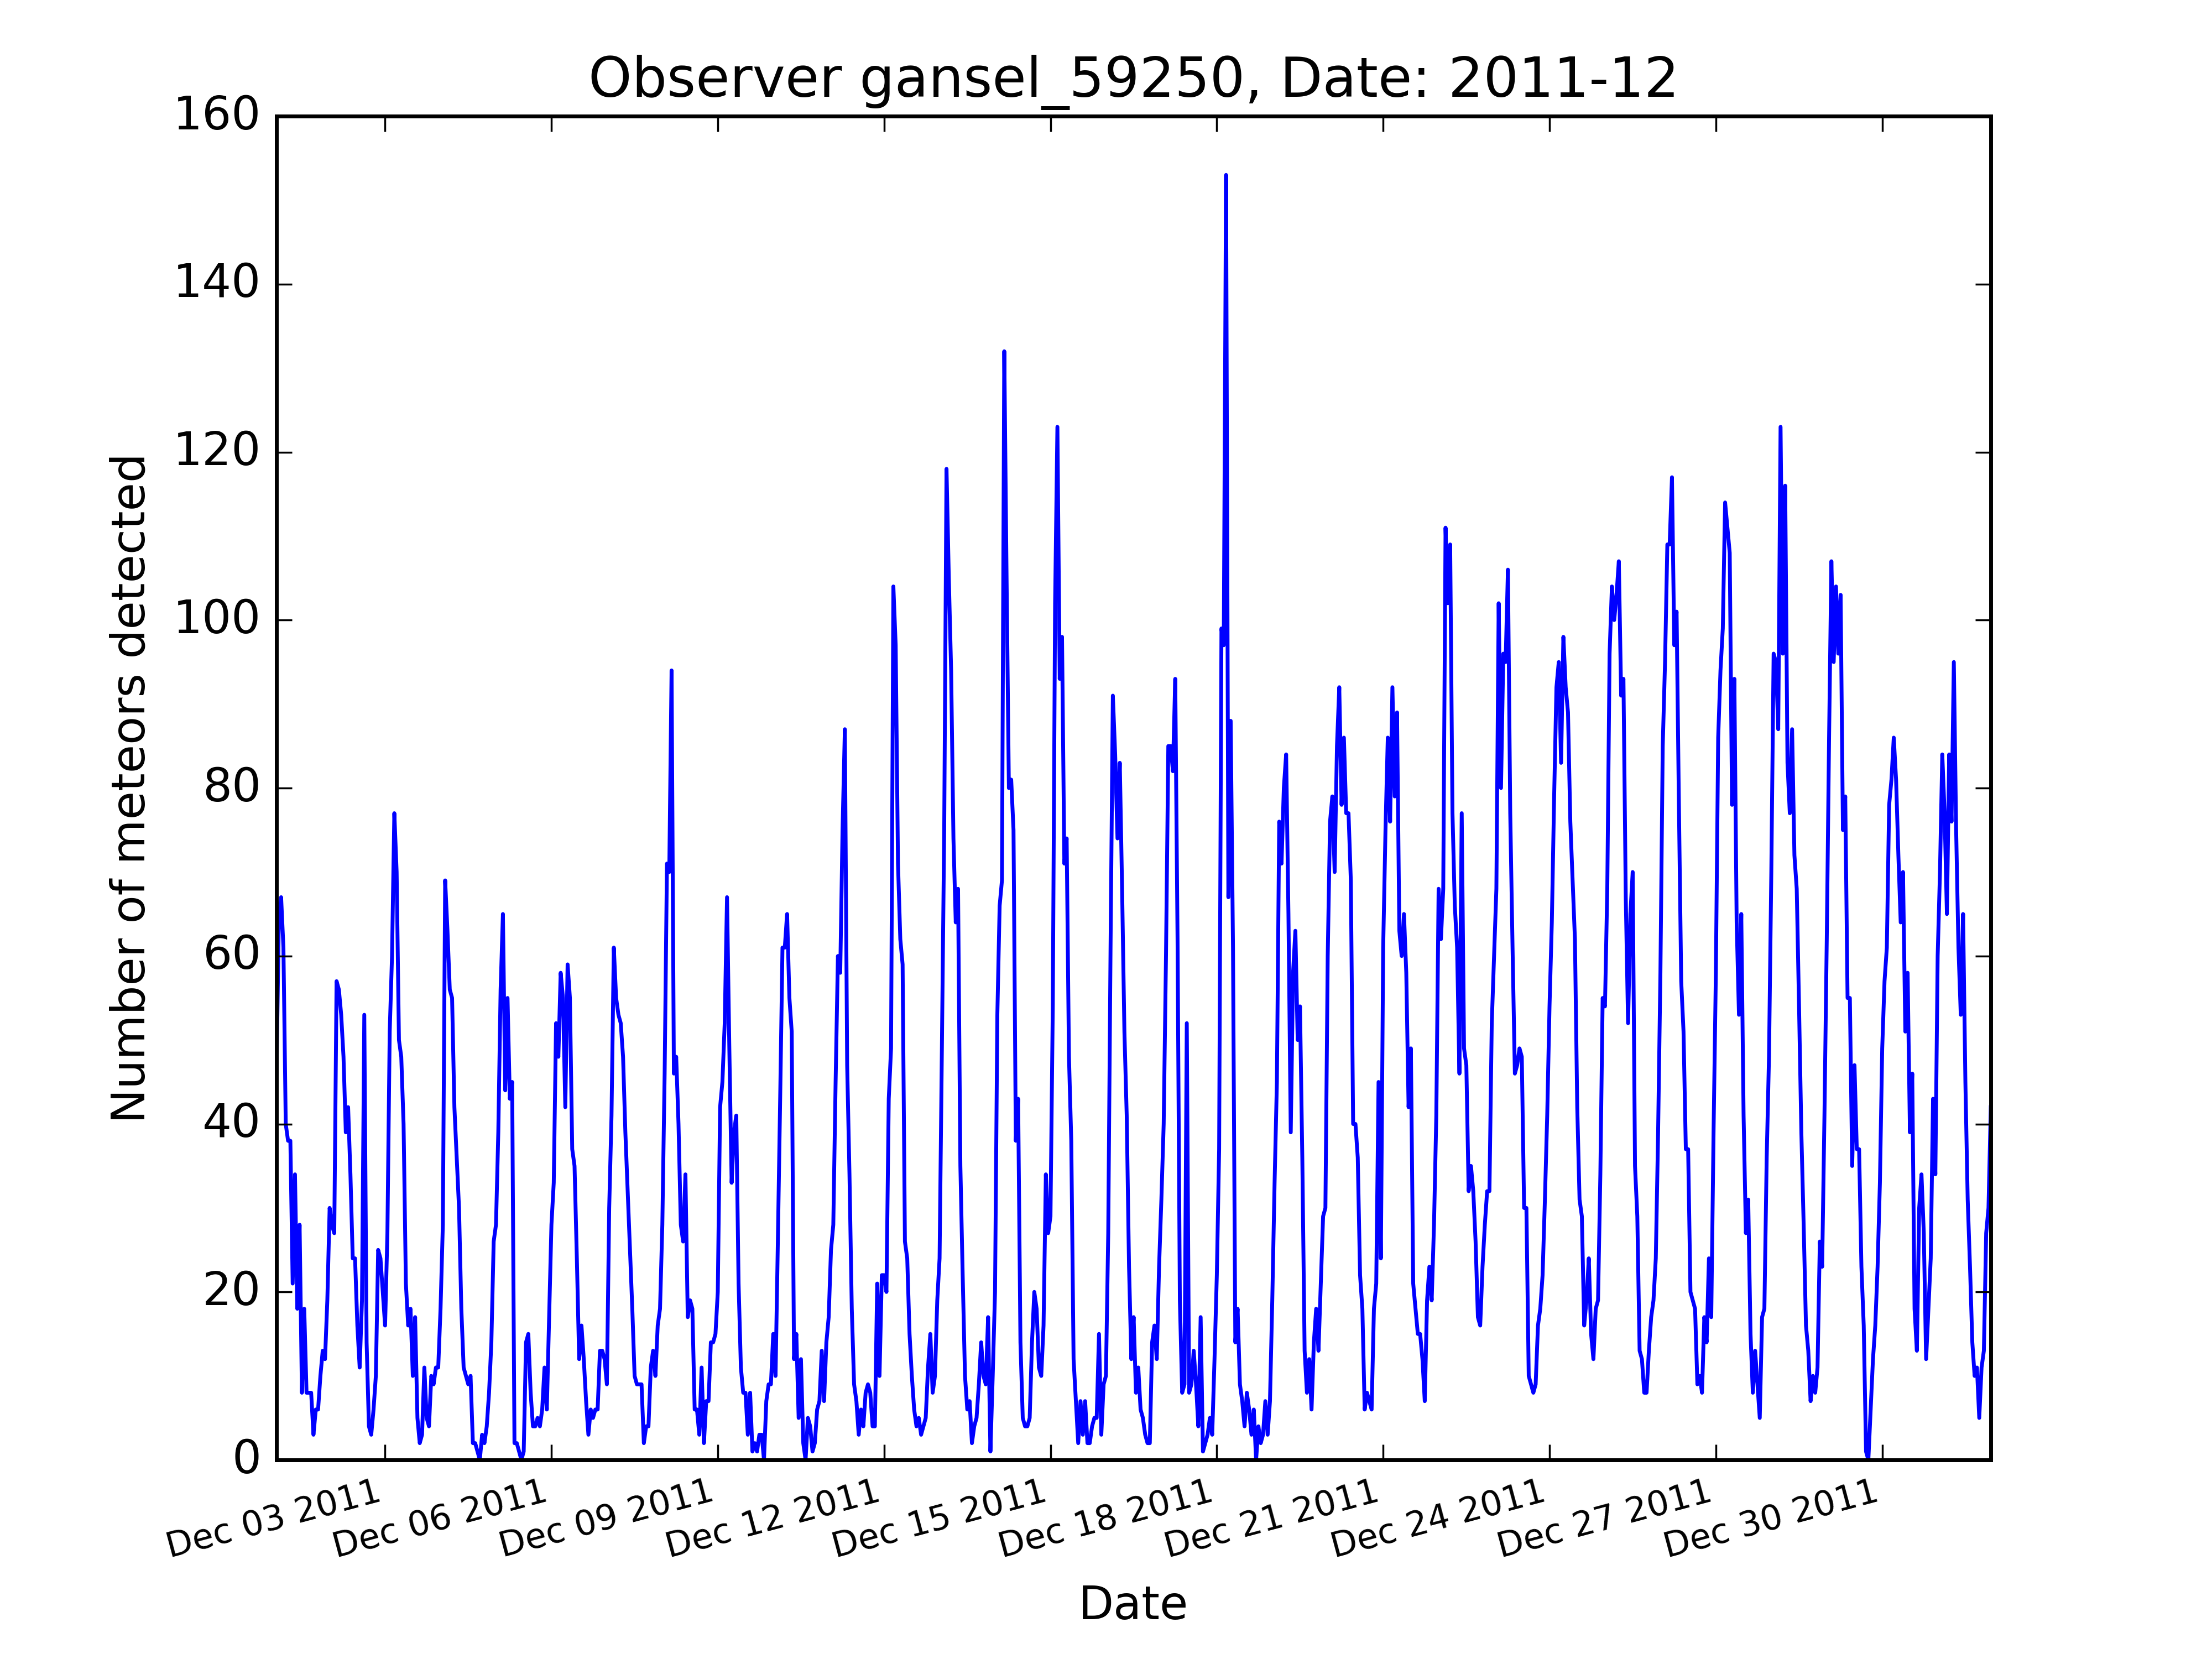 Observer gansel_59250, Date: 2011-12
160
140
120
100
80
60
40
20
0
Number of meteors detected
Dec 03 2011
Dec 06 2011
Dec 09 2011
Dec 12 2011
Dec 15 2011
Dec 18 2011
Dec 21 2011
Dec 24 2011
Dec 27 2011
Dec 30 2011
Date